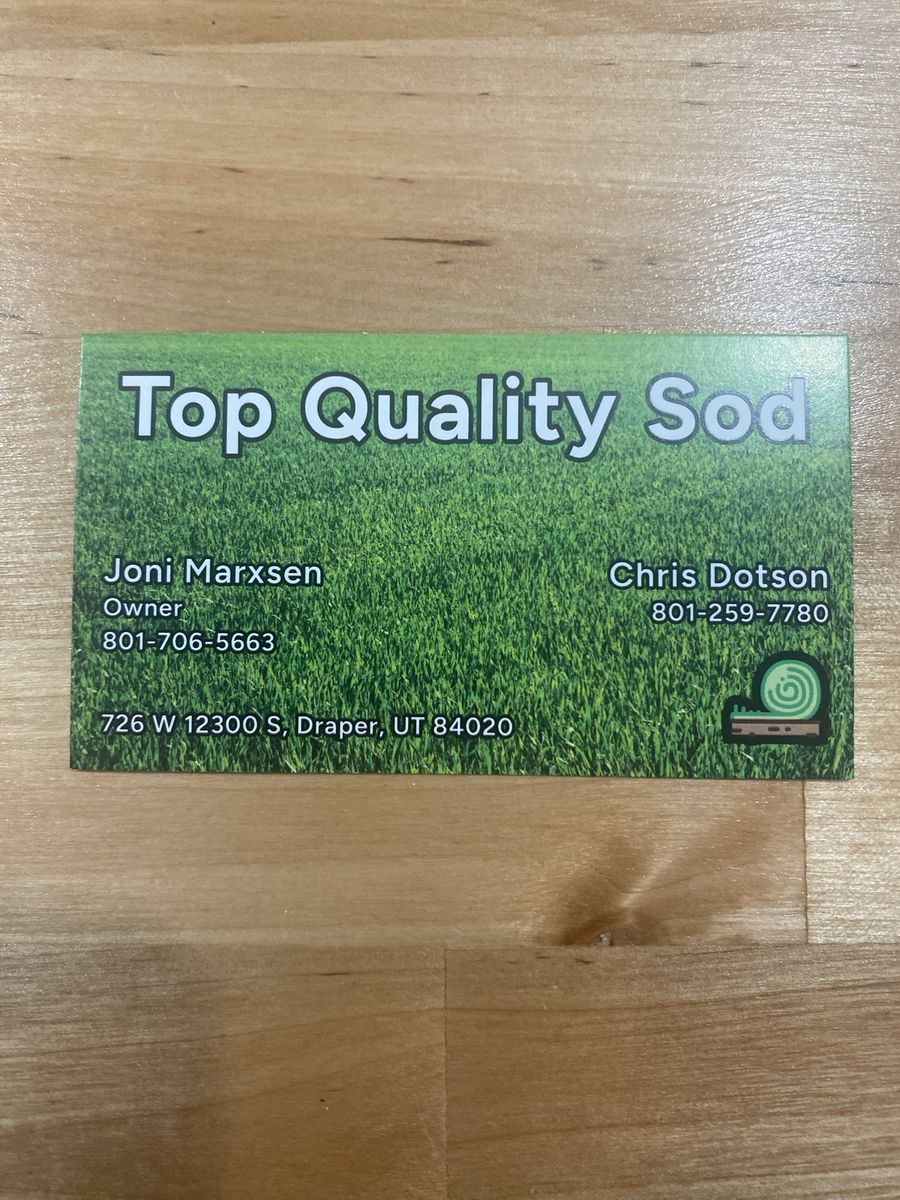 Top Quality Sod
Joni Marxsen
Owner
801-706-5663
Chris Dotson
801-259-7780
726 W 12300 S, Draper, UT 84020